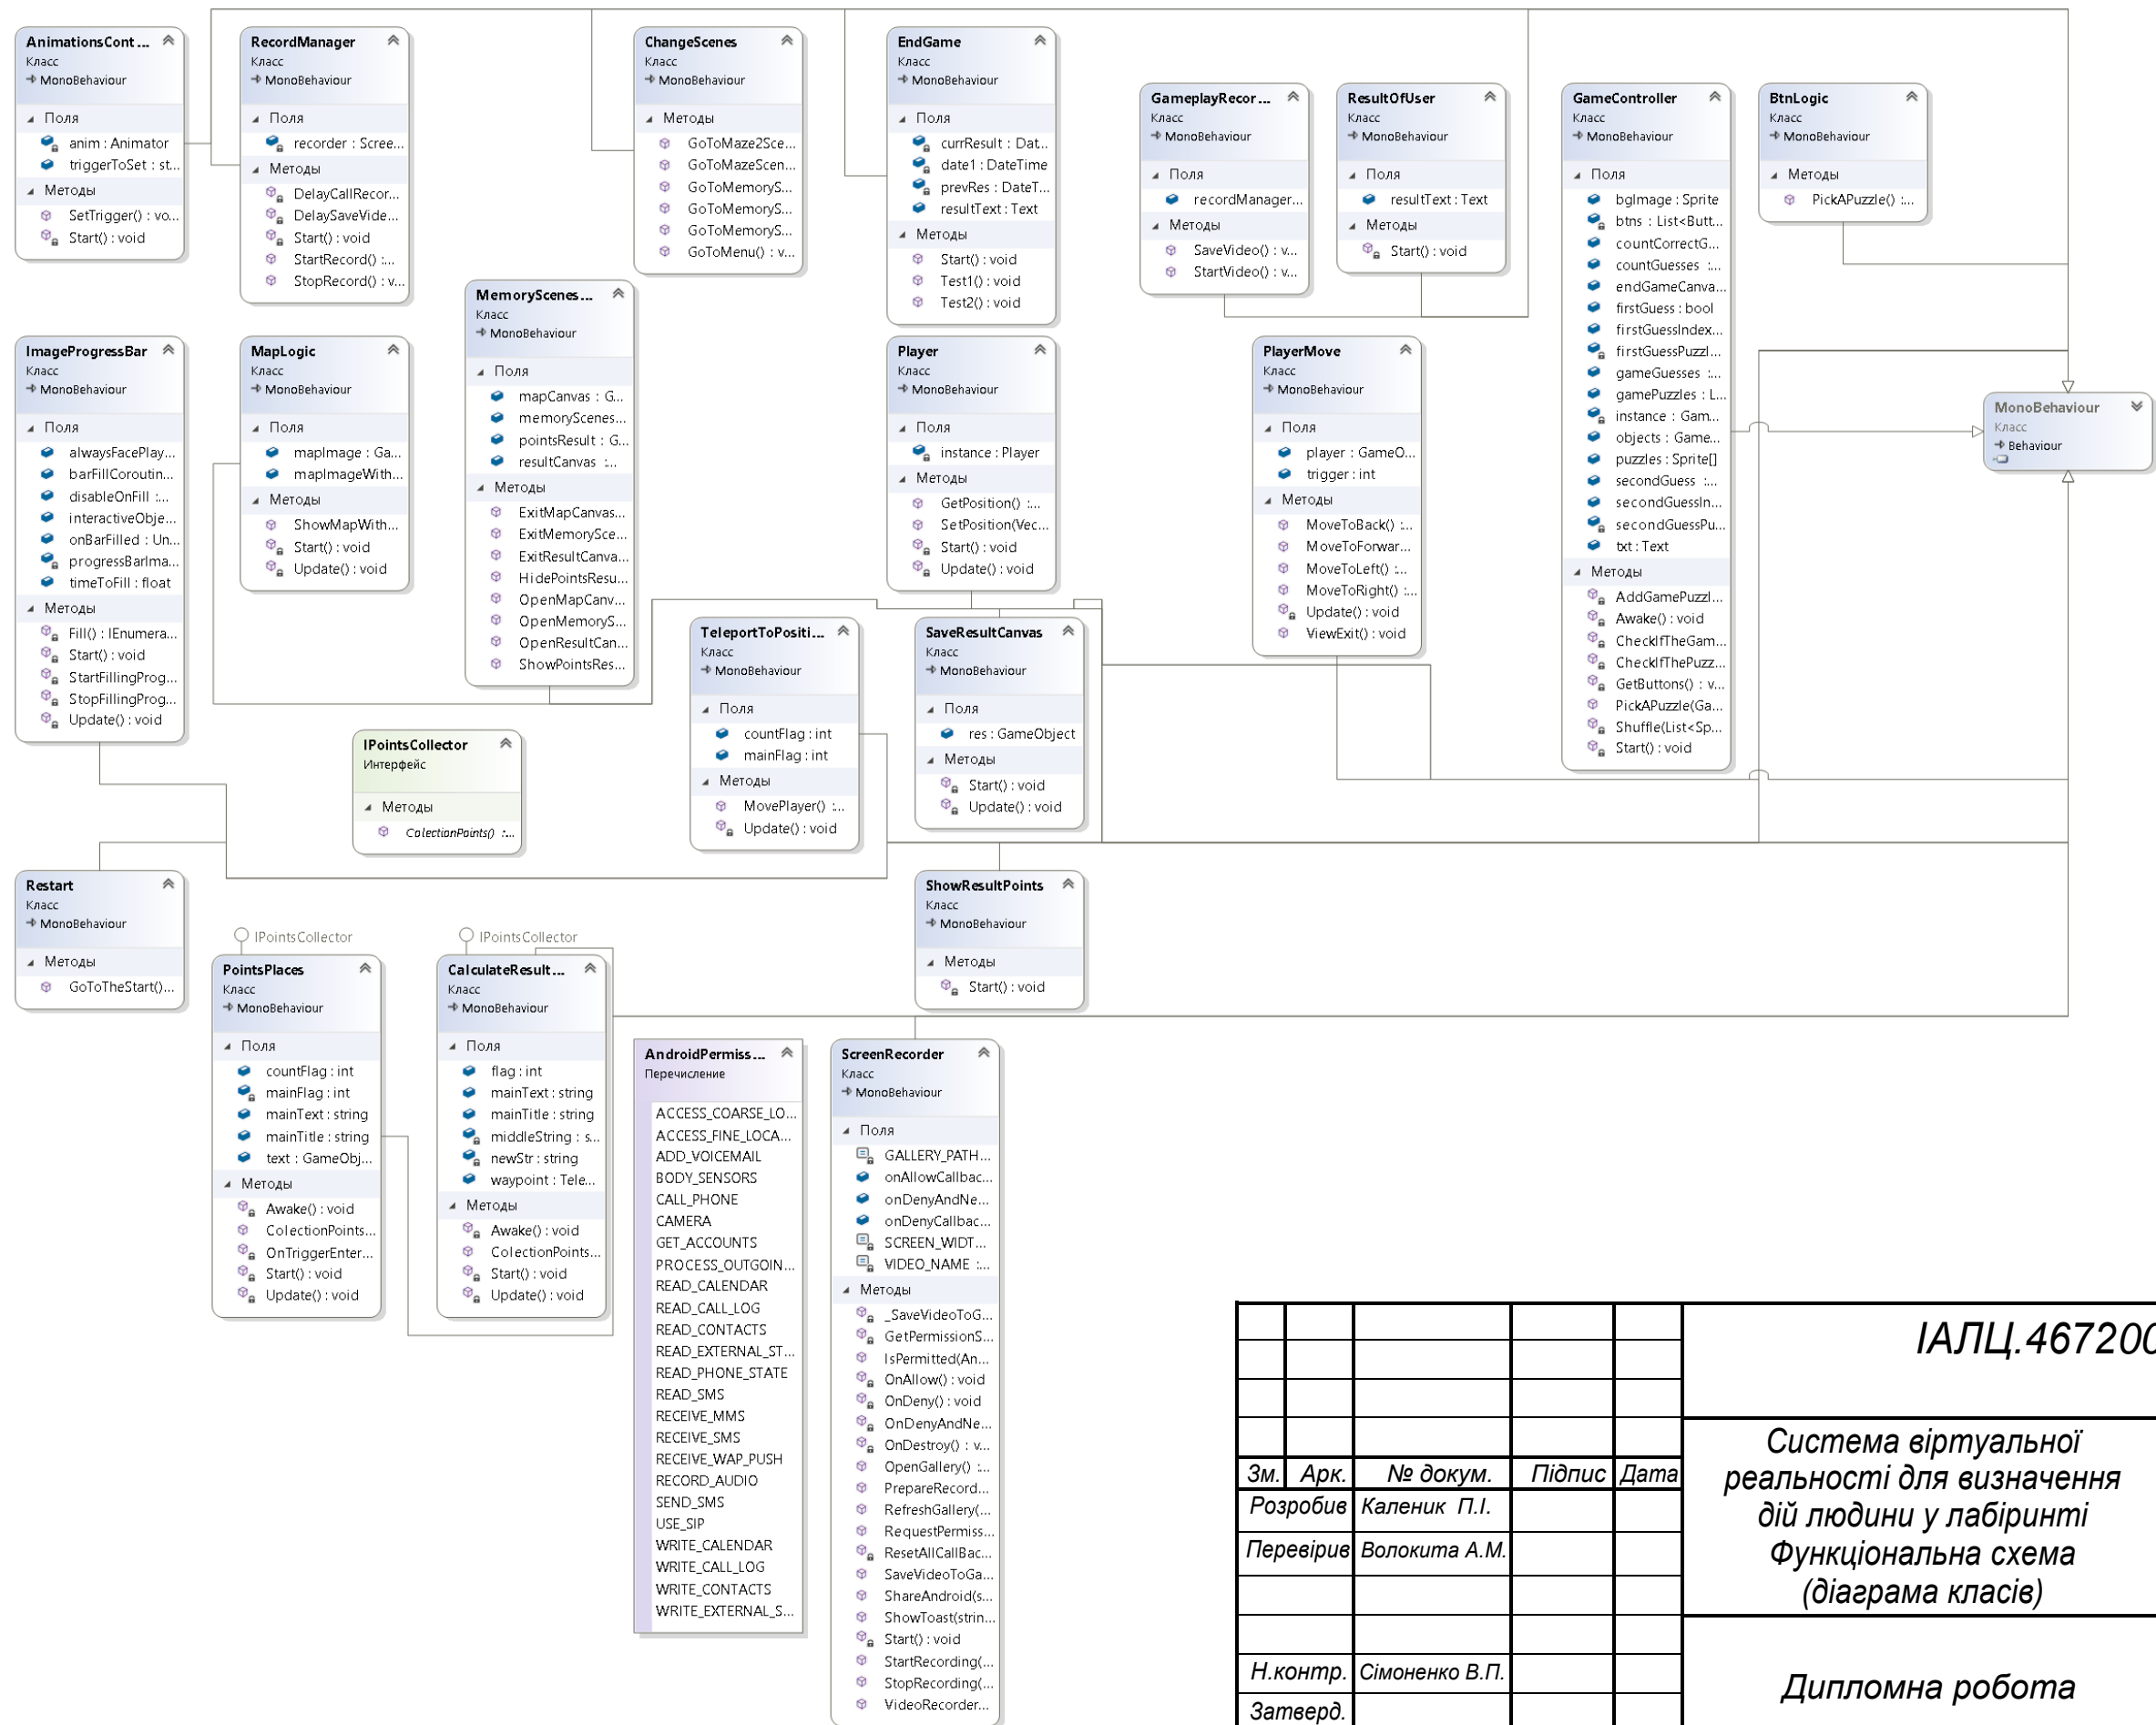 AnimationsCont...
Класс
MonoBehaviour
Поля
anim : Animator
triggerToSet : st...
Методы
SetTrigger() : vo...
Start() : void
RecordManager
Класс
MonoBehaviour
Поля
recorder : Scree...
Методы
DelayCallRecor...
DelaySaveVide...
Start() : void
StartRecord() :...
StopRecord() : v...
ChangeScenes
Класс
MonoBehaviour
Методы
GoToMaze2Sce...
GoToMazeScen...
GoToMemoryS...
GoToMemoryS...
GoToMemoryS...
GoToMenu() : v...
EndGame
Класс
MonoBehaviour
Поля
currResult : Dat...
date1 : DateTime
prevRes : DateT...
resultText : Text
Методы
Start() : void
Test1() : void
Test2() : void
GameplayRecor...
Класс
MonoBehaviour
Поля
recordManager...
Методы
SaveVideo() : v...
StartVideo() : v...
ResultOfUser
Класс
MonoBehaviour
Поля
resultText : Text
Методы
Start() : void
GameController
Класс
MonoBehaviour
Поля
bgImage : Sprite
btns : List<Butt...
countCorrectG...
countGuesses :...
endGameCanva...
firstGuess : bool
firstGuessIndex...
firstGuessPuzzl...
gameGuesses :...
gamePuzzles : L...
instance : Gam...
objects : Game...
puzzles : Sprite[]
secondGuess :...
secondGuessIn...
secondGuessPu...
txt : Text
Методы
AddGamePuzzl...
Awake() : void
CheckIfTheGam...
CheckIfThePuzz...
GetButtons() : v...
PickAPuzzle(Ga...
Shuffle(List<Sp...
Start() : void
BtnLogic
Класс
MonoBehaviour
Методы
PickAPuzzle() :...
MonoBehaviour
Класс
Behaviour
ImageProgressBar
Класс
MonoBehaviour
Поля
alwaysFacePlay...
barFillCoroutin...
disableOnFill :...
interactiveObje...
onBarFilled : Un...
progressBarIma...
timeToFill : float
Методы
Fill() : IEnumera...
Start() : void
StartFillingProg...
StopFillingProg...
Update() : void
MapLogic
Класс
MonoBehaviour
Поля
mapImage : Ga...
mapImageWith...
Методы
ShowMapWith...
Start() : void
Update() : void
MemoryScenes...
Класс
MonoBehaviour
Поля
mapCanvas : G...
memoryScenes...
pointsResult : G...
resultCanvas :...
Методы
ExitMapCanvas...
ExitMemorySce...
ExitResultCanva...
HidePointsResu...
OpenMapCanv...
OpenMemoryS...
OpenResultCan...
ShowPointsRes...
Player
Класс
MonoBehaviour
Поля
instance : Player
Методы
GetPosition() :...
SetPosition(Vec...
Start() : void
Update() : void
PlayerMove
Класс
MonoBehaviour
Поля
player : GameO...
trigger : int
Методы
MoveToBack() :...
MoveToForwar...
MoveToLeft() :...
MoveToRight() :...
Update() : void
ViewExit() : void
TeleportToPositi...
Класс
MonoBehaviour
Поля
countFlag : int
mainFlag : int
Методы
MovePlayer() :...
Update() : void
SaveResultCanvas
Класс
MonoBehaviour
Поля
res : GameObject
Методы
Start() : void
Update() : void
IPointsCollector
Интерфейс
Методы
ColectionPoints() :...
Restart
Класс
MonoBehaviour
Методы
GoToTheStart()...
ShowResultPoints
Класс
MonoBehaviour
Методы
Start() : void
IPointsCollector
PointsPlaces
Класс
MonoBehaviour
Поля
countFlag : int
mainFlag : int
mainText : string
mainTitle : string
text : GameObj...
Методы
Awake() : void
ColectionPoints...
OnTriggerEnter...
Start() : void
Update() : void
IPointsCollector
CalculateResult...
Класс
MonoBehaviour
Поля
flag : int
mainText : string
mainTitle : string
middleString : s...
newStr : string
waypoint : Tele...
Методы
Awake() : void
ColectionPoints...
Start() : void
Update() : void
AndroidPermiss...
Перечисление
ACCESS_COARSE_LO...
ACCESS_FINE_LOCA...
ADD_VOICEMAIL
BODY_SENSORS
CALL_PHONE
CAMERA
GET_ACCOUNTS
PROCESS_OUTGOIN...
READ_CALENDAR
READ_CALL_LOG
READ_CONTACTS
READ_EXTERNAL_ST...
READ_PHONE_STATE
READ_SMS
RECEIVE_MMS
RECEIVE_SMS
RECEIVE_WAP_PUSH
RECORD_AUDIO
SEND_SMS
USE_SIP
WRITE_CALENDAR
WRITE_CALL_LOG
WRITE_CONTACTS
WRITE_EXTERNAL_S...
ScreenRecorder
Класс
MonoBehaviour
Поля
GALLERY_PATH...
onAllowCallbac...
onDenyAndNe...
onDenyCallbac...
SCREEN_WIDT...
VIDEO_NAME :...
Методы
_SaveVideoToG...
GetPermissionS...
IsPermitted(An...
OnAllow() : void
OnDeny() : void
OnDenyAndNe...
OnDestroy() : v...
OpenGallery() :...
PrepareRecord...
RefreshGallery(...
RequestPermiss...
ResetAllCallBac...
SaveVideoToGa...
ShareAndroid(s...
ShowToast(strin...
Start() : void
StartRecording(...
StopRecording(...
VideoRecorder...
ІАЛЦ.467200
Система віртуальної
реальності для визначення
дій людини у лабіринті
Функціональна схема
(діаграма класів)
Зм. Арк. № докум. Підпис Дата
Розробив Каленик П.І.
Перевірив Волокита А.М.
Н.контр. Сімоненко В.П.
Затверд.
Дипломна робота